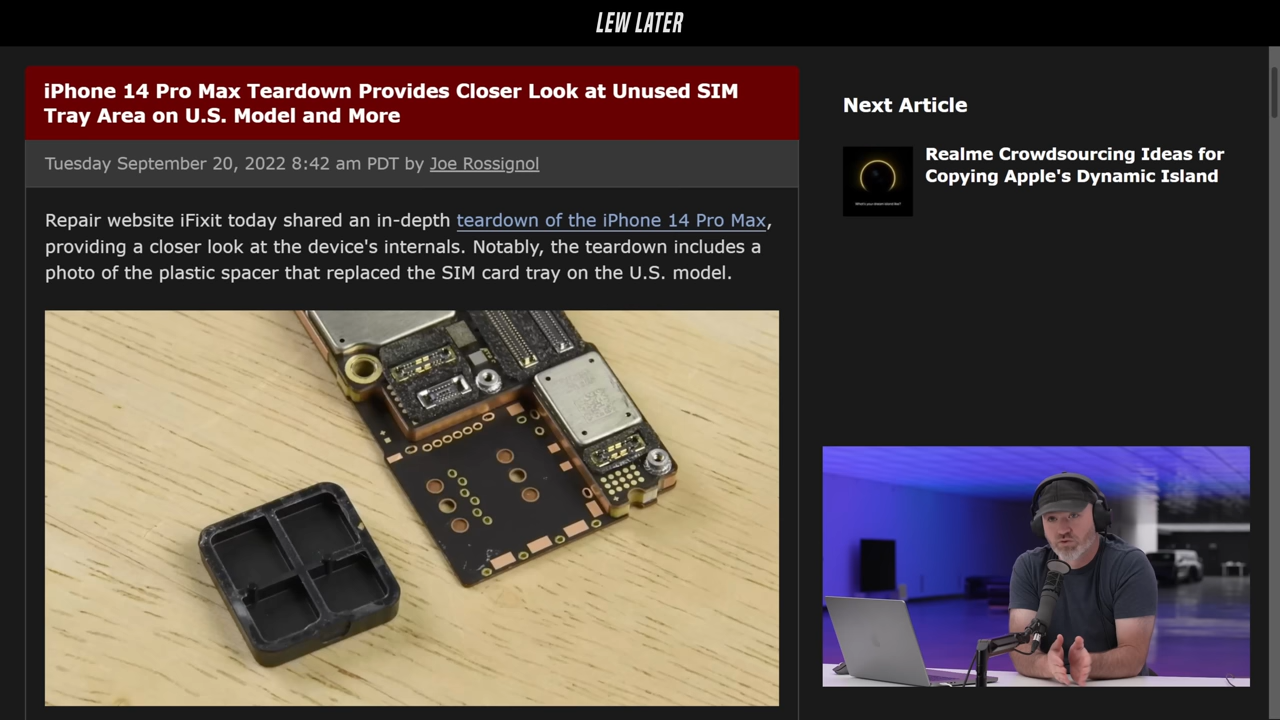 LEW LATER
iPhone 14 Pro Max Teardown Provides Closer Look at Unused SIM
Tray Area on U.S. Model and More
Tuesday September 20, 2022 8:42 am PDT by Joe Rossignol
Repair website iFixit today shared an in-depth teardown of the iPhone 14 Pro Max,
providing a closer look at the device's internals. Notably, the teardown includes a
photo of the plastic spacer that replaced the SIM card tray on the U.S. model.
Next Article
Realme Crowdsourcing Ideas for
Copying Apple's Dynamic Island